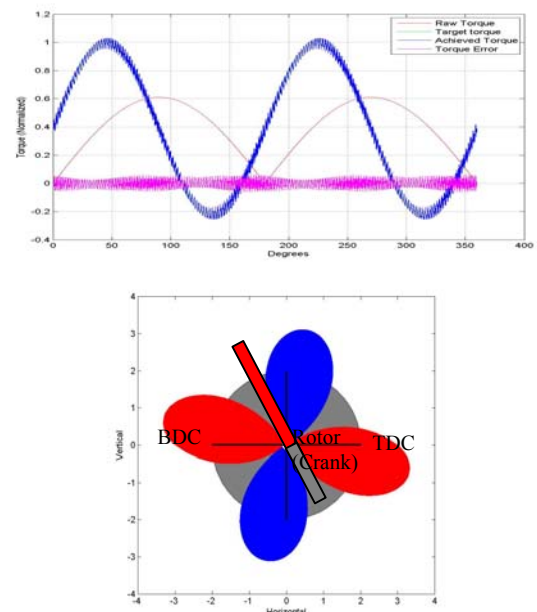 1.2
1
0.8
0.6
0.4
0.2
0
-0.2
-0.4
Torque (Normalized)
Raw Torque
Target torque
Achieved Torque
Torque Error
0 50 100 150 200 250 300 350 400
Degrees
4
3
2
1
0
-1
-2
-3
-4
Vertical
BDC
Rotor
(Crank)
TDC
-4 -3 -2 -1 0 1 2 3 4
Horizontal